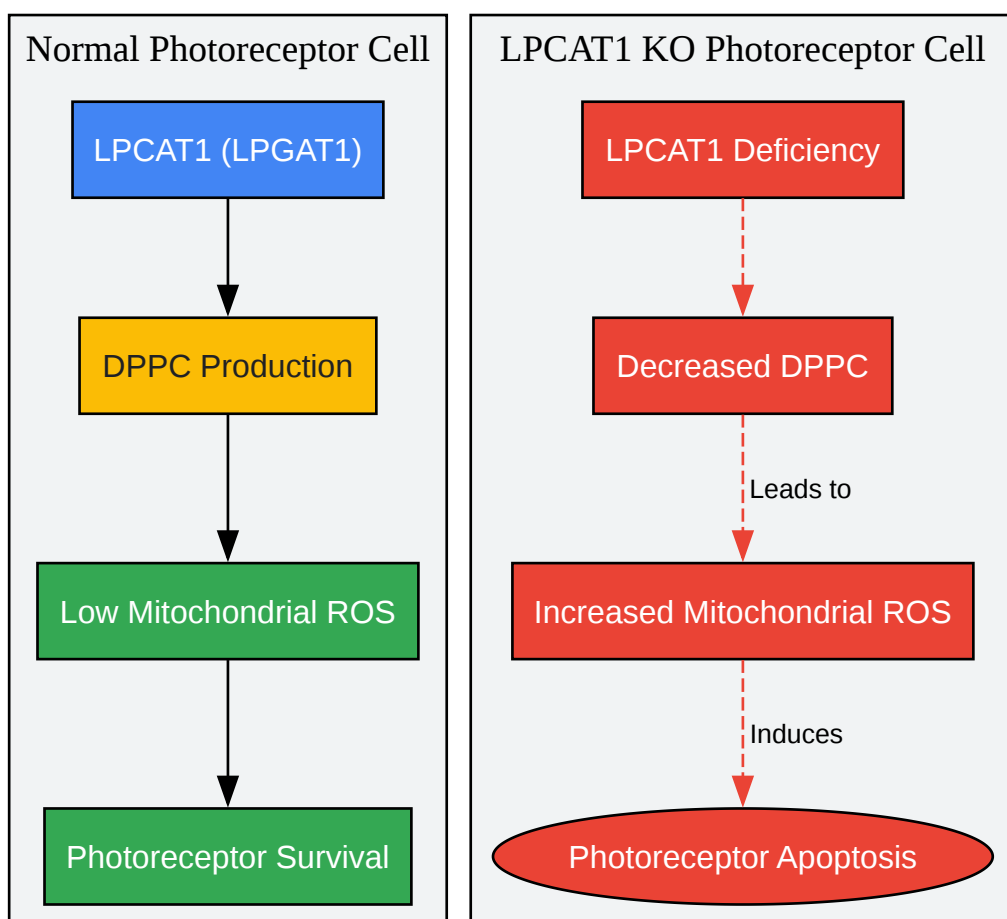 Normal Photoreceptor Cell
LPCAT1 (LPGAT1)
DPPC Production
Low Mitochondrial ROS
Photoreceptor Survival
LPCAT1 KO Photoreceptor Cell
LPCAT1 Deficiency
Decreased DPPC
Leads to
Increased Mitochondrial ROS
Induces
Photoreceptor Apoptosis